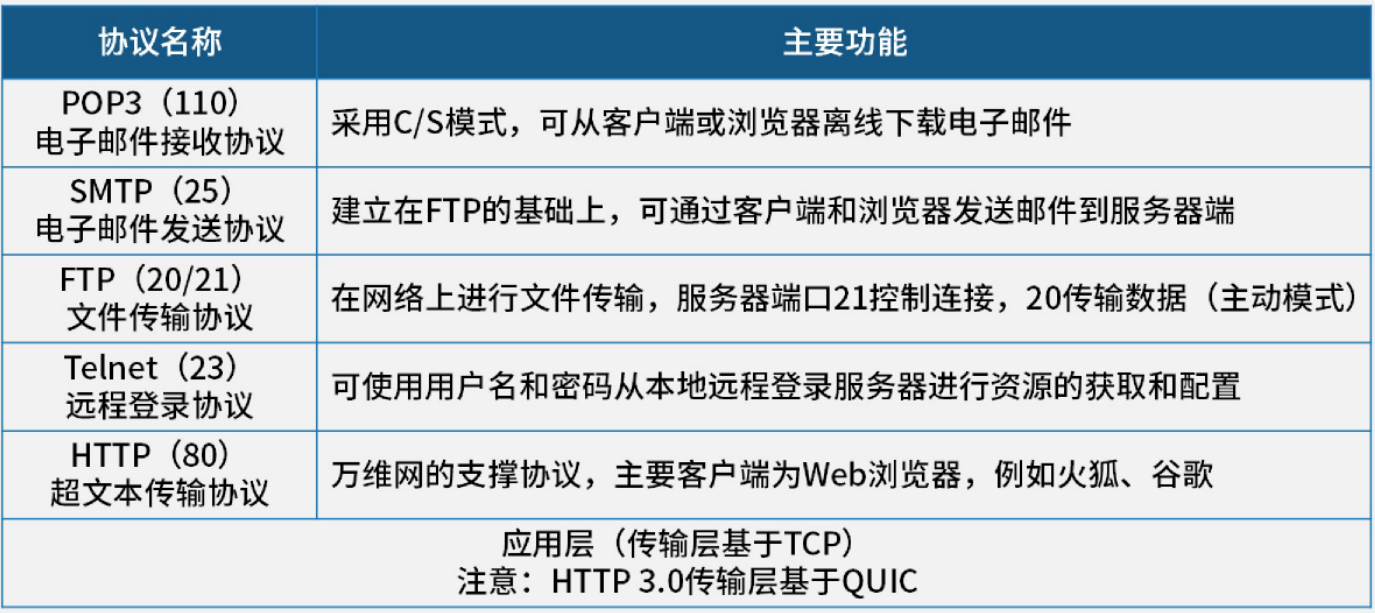 协议名称
主要功能
POP3（110）
电子邮件接收协议
采用C/S模式，可从客户端或浏览器离线下载电子邮件
SMTP（25）
电子邮件发送协议
建立在FTP的基础上，可通过客户端和浏览器发送邮件到服务器端
FTP（20/21）
文件传输协议
在网络上进行文件传输，服务器端口21控制连接，20传输数据（主动模式）
Telnet（23）
远程登录协议
可使用用户名和密码从本地远程登录服务器进行资源的获取和配置
HTTP（80）
超文本传输协议
万维网的支撑协议，主要客户端为Web浏览器，例如火狐、谷歌
应用层（传输层基于TCP）
注意：HTTP 3.0传输层基于QUIC